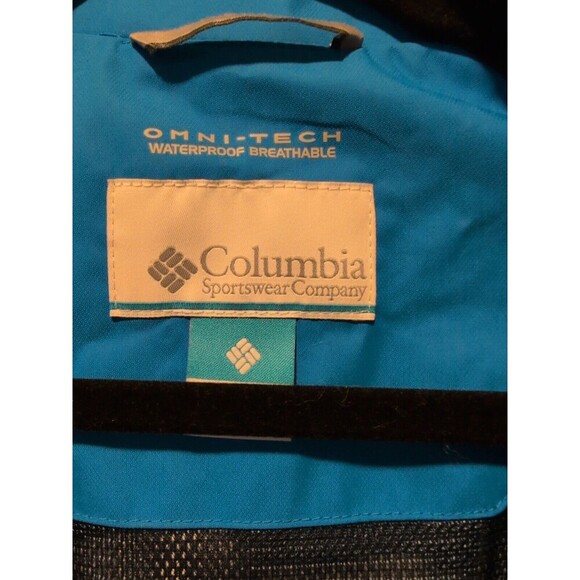 OMNI-TECH
WATERPROOF BREATHABLE
Columbia
Sportswear Company